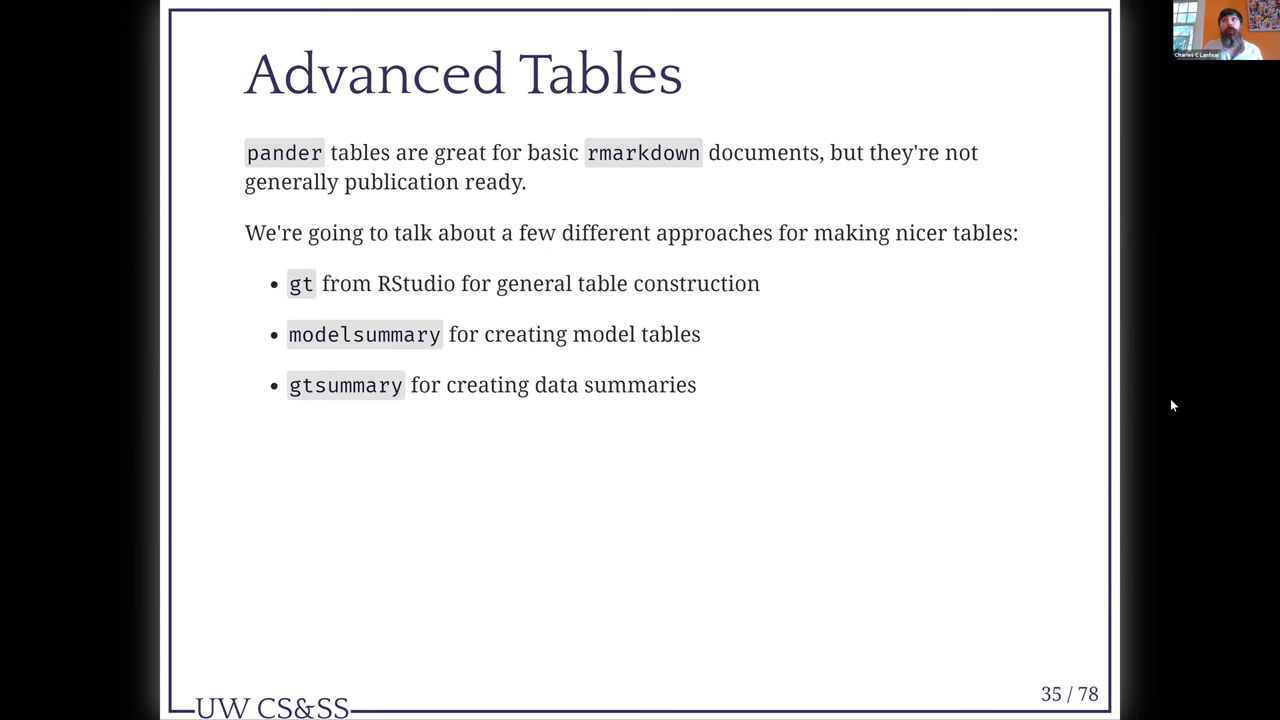 Advanced Tables
pander tables are great for basic rmarkdown documents, but they're not
generally publication ready.
We're going to talk about a few different approaches for making nicer tables:
• gt from RStudio for general table construction
• modelsummary for creating model tables
• gtsummary for creating data summaries
35 / 78
UW CS&SS
Charles C Lanfear